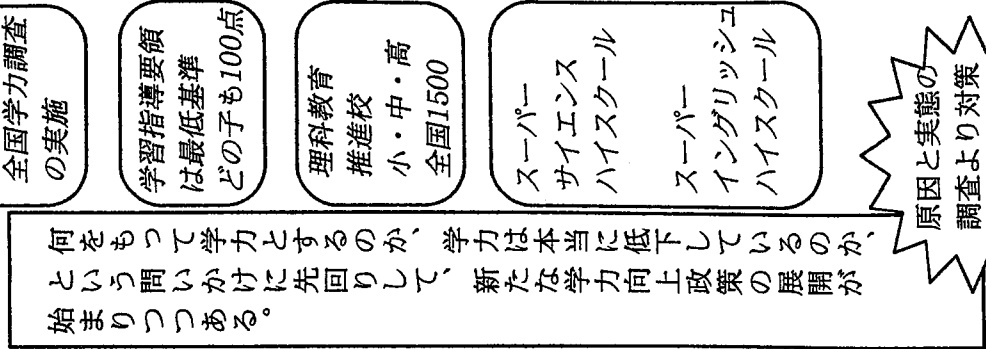 全国学力調査
の実施
学習指導要領
は最低基準
どの子も100点
理科教育
推進校
小・中・高
全国1500
スーパー
サイエンス
ハイスクール
スーパー
イングリッシュ
ハイスクール
何をもって学力とするのか、学力は本当に低下しているのか、
という問いかけに先回りして、新たな学力向上政策の展開が
始まりつつある。
原因と実態の
調査より対策